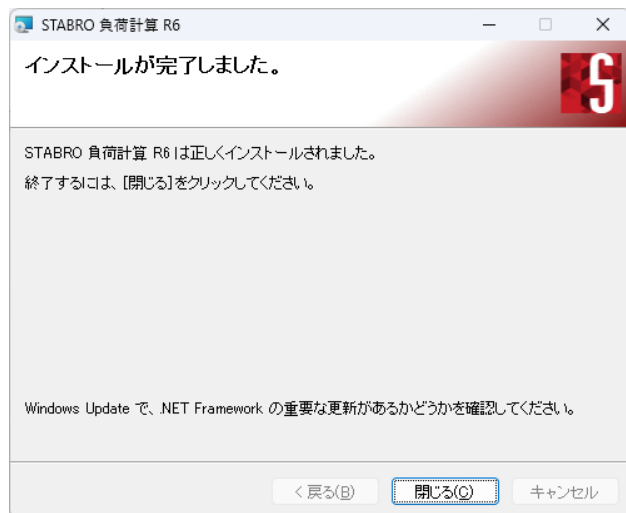 STABRO 負荷計算 R6
インストールが完了しました。
STABRO 負荷計算 R6 は正しくインストールされました。
終了するには、[閉じる]をクリックしてください。
Windows Update で、.NET Framework の重要な更新があるかどうかを確認してください。
< 戻る(B)
閉じる(C)
キャンセル